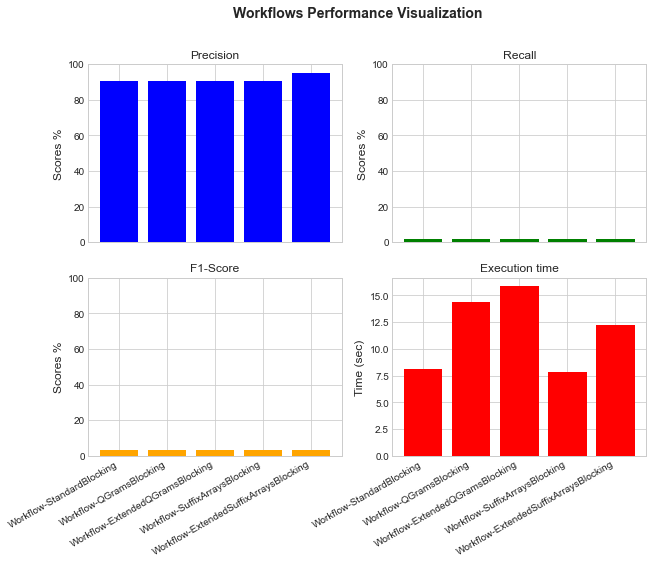 Workflows Performance Visualization
Precision
Scores %
100
80
60
40
20
0
Recall
Scores %
100
80
60
40
20
0
F1-Score
Scores %
100
80
60
40
20
0
Workflow-StandardBlocking
Workflow-QGramsBlocking
Workflow-ExtendedQGramsBlocking
Workflow-SuffixArraysBlocking
Workflow-ExtendedSuffixArraysBlocking
Execution time
Time (sec)
15.0
12.5
10.0
7.5
5.0
2.5
0.0
Workflow-StandardBlocking
Workflow-QGramsBlocking
Workflow-ExtendedQGramsBlocking
Workflow-SuffixArraysBlocking
Workflow-ExtendedSuffixArraysBlocking